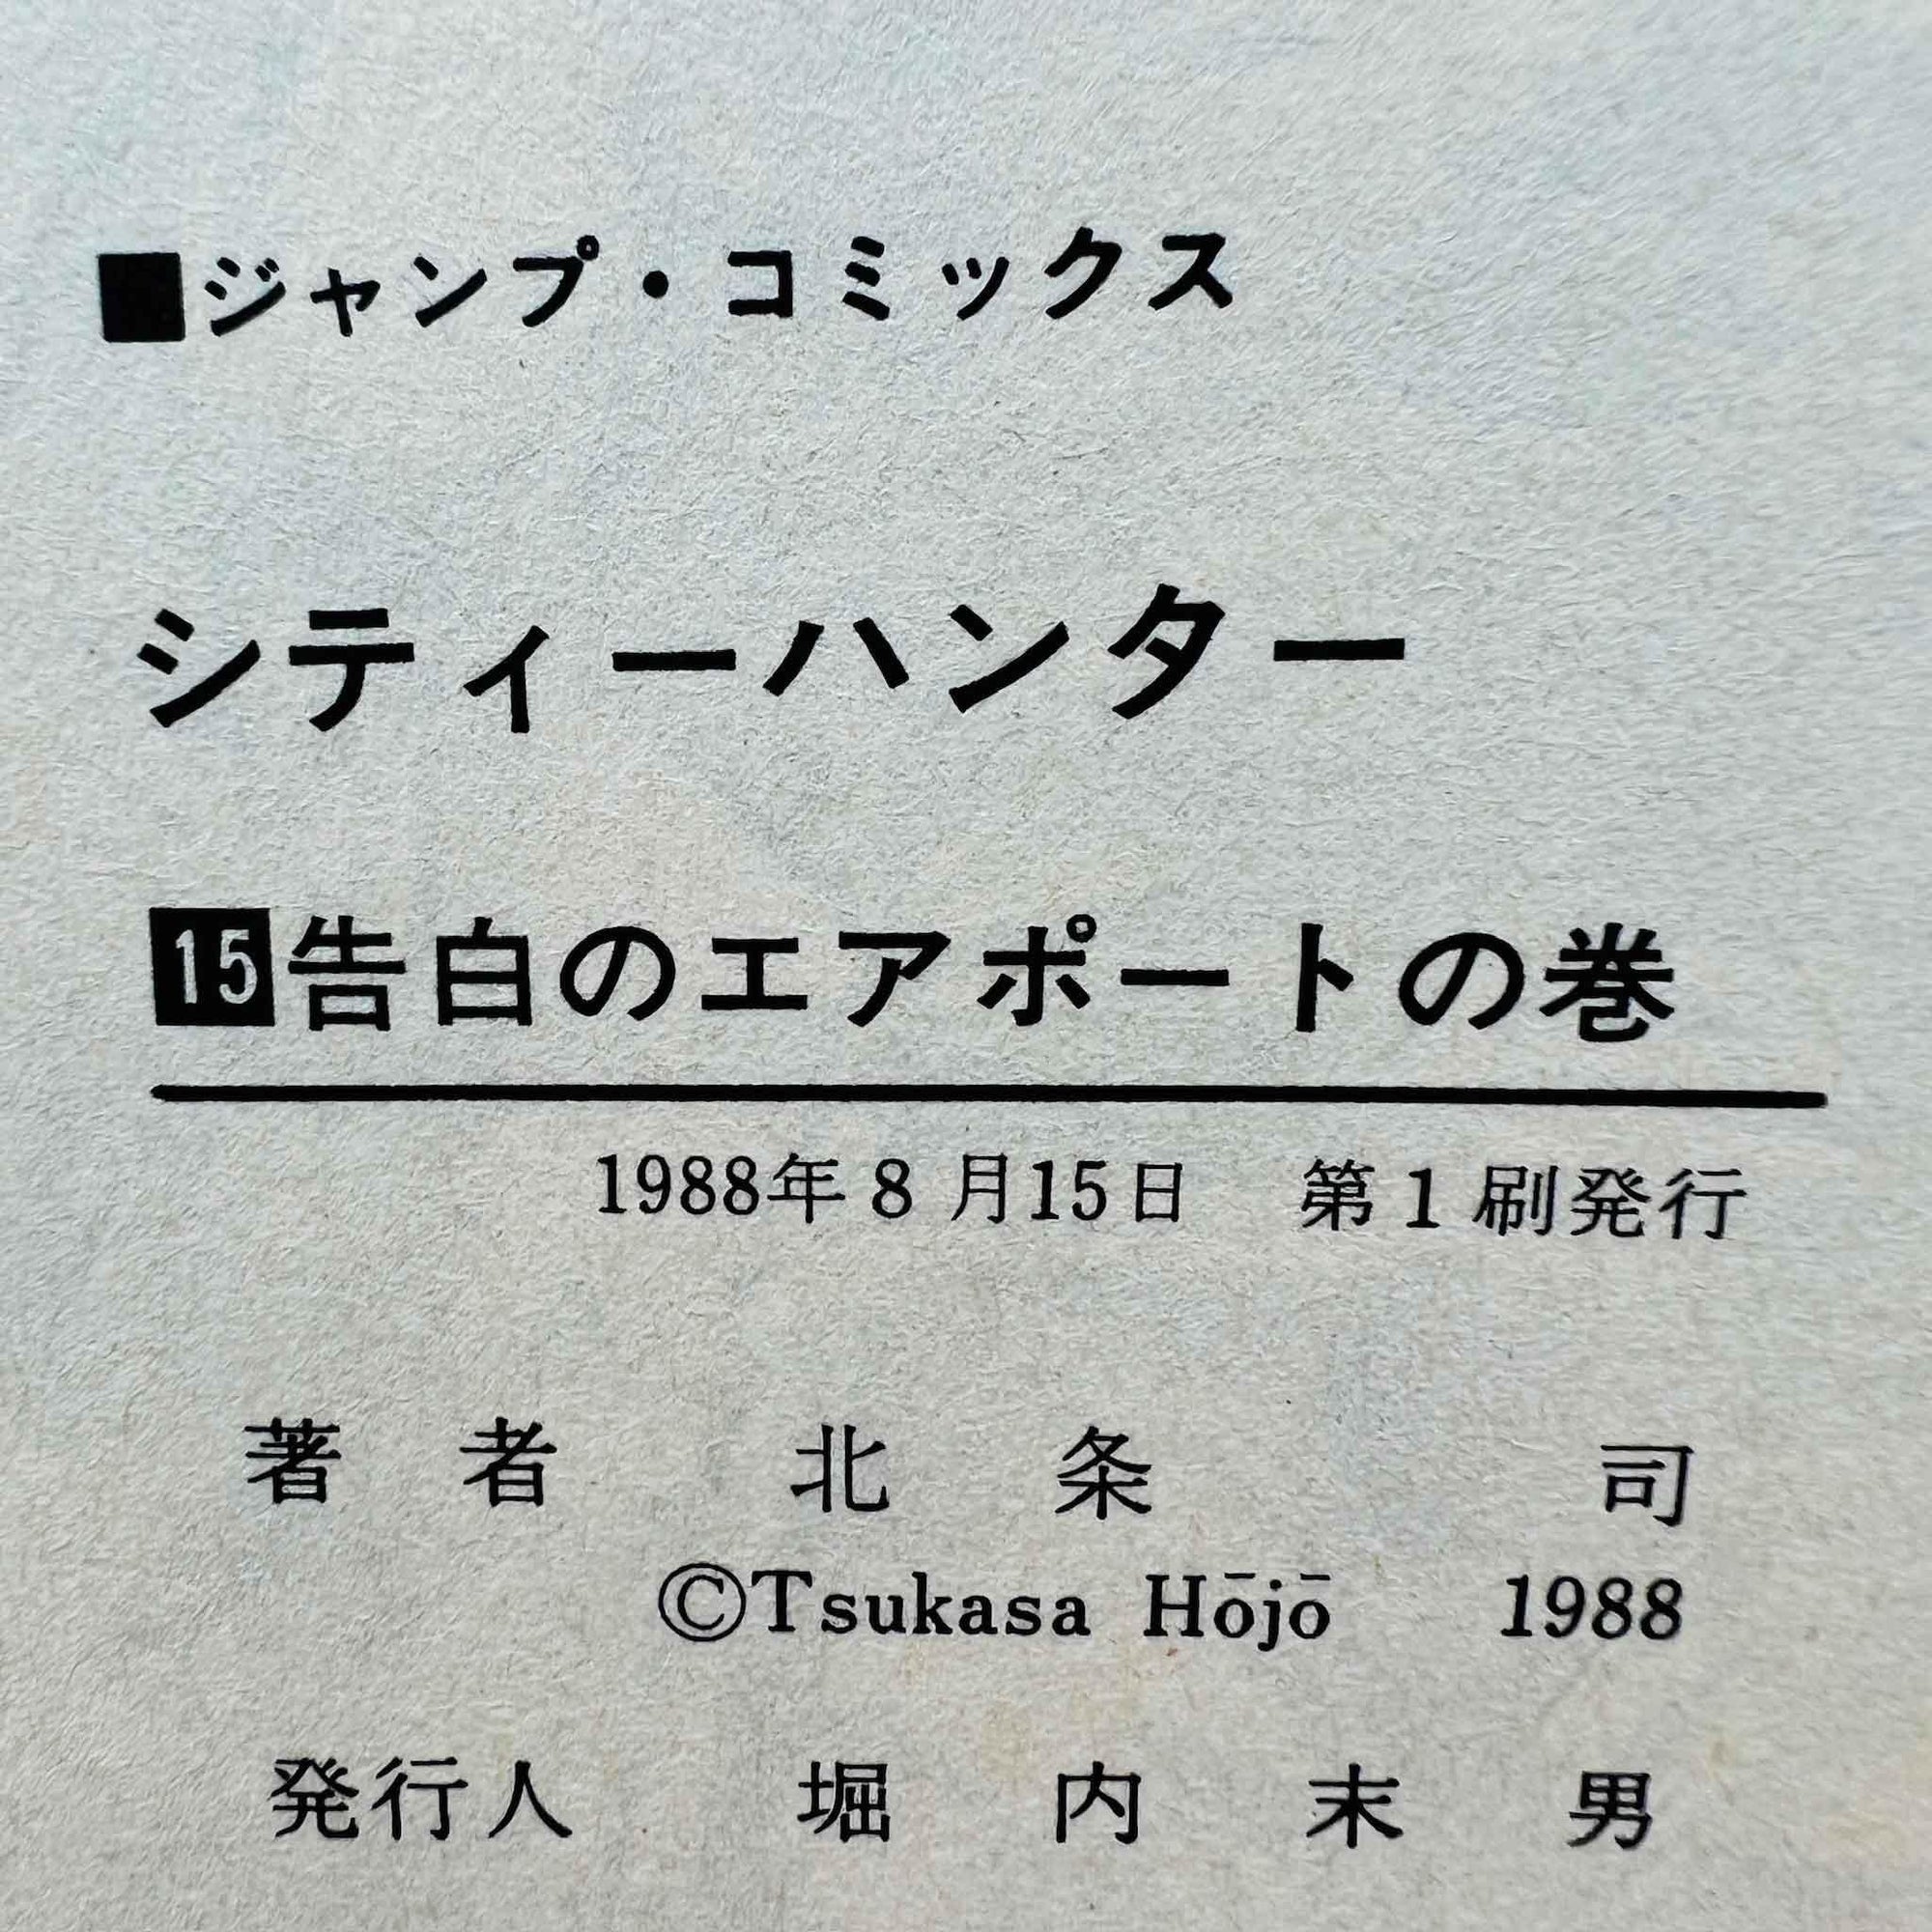 ■ジャンプ・コミックス
シティーハンター
15告白のエアポートの巻
1988年8月15日　第1刷発行
著者　北条司
©Tsukasa Hōjō　1988
発行人　堀内末男